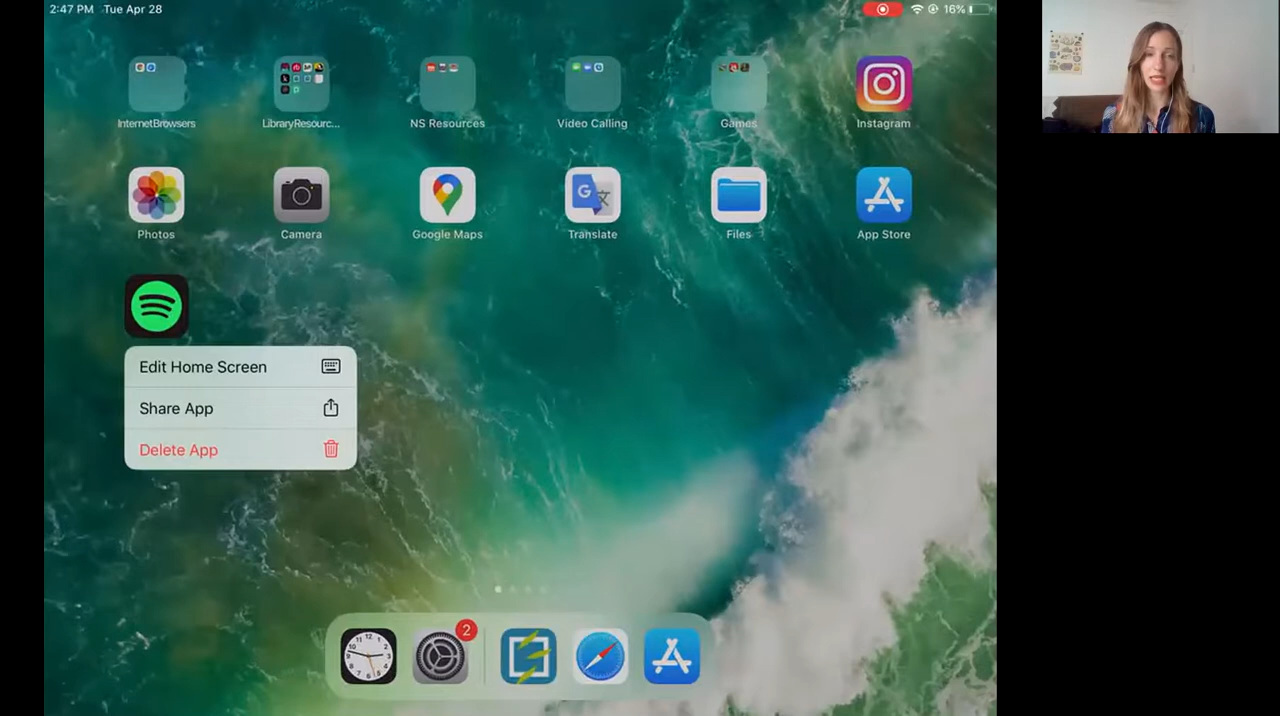 2:47 PM Tue Apr 28
16%
InternetBrowsers
LibraryResourc...
NS Resources
Video Calling
Games
Instagram
Photos
Camera
Google Maps
Translate
Files
App Store
Edit Home Screen
Share App
Delete App
2